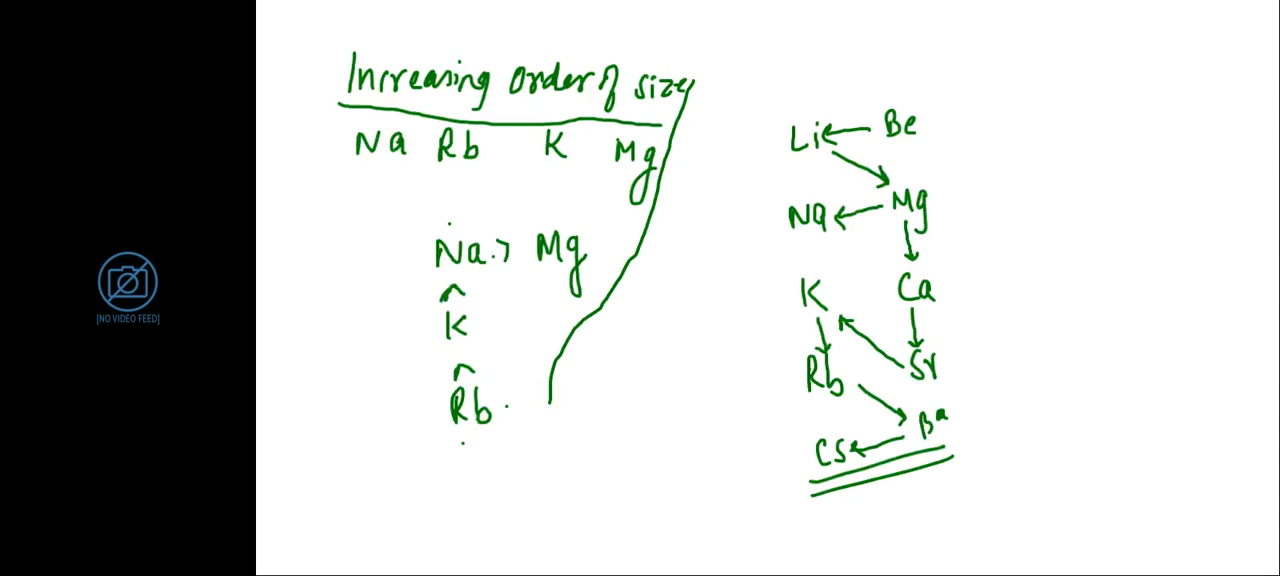 Increasing order of size
Na Rb K Mg
Na > Mg
^
K
^
Rb
Li ← Be
↘
Na ← Mg
↓
K Ca
↓ ↖ ↓
Rb Sr
↘
Cs ← Ba
[NO VIDEO FEED]